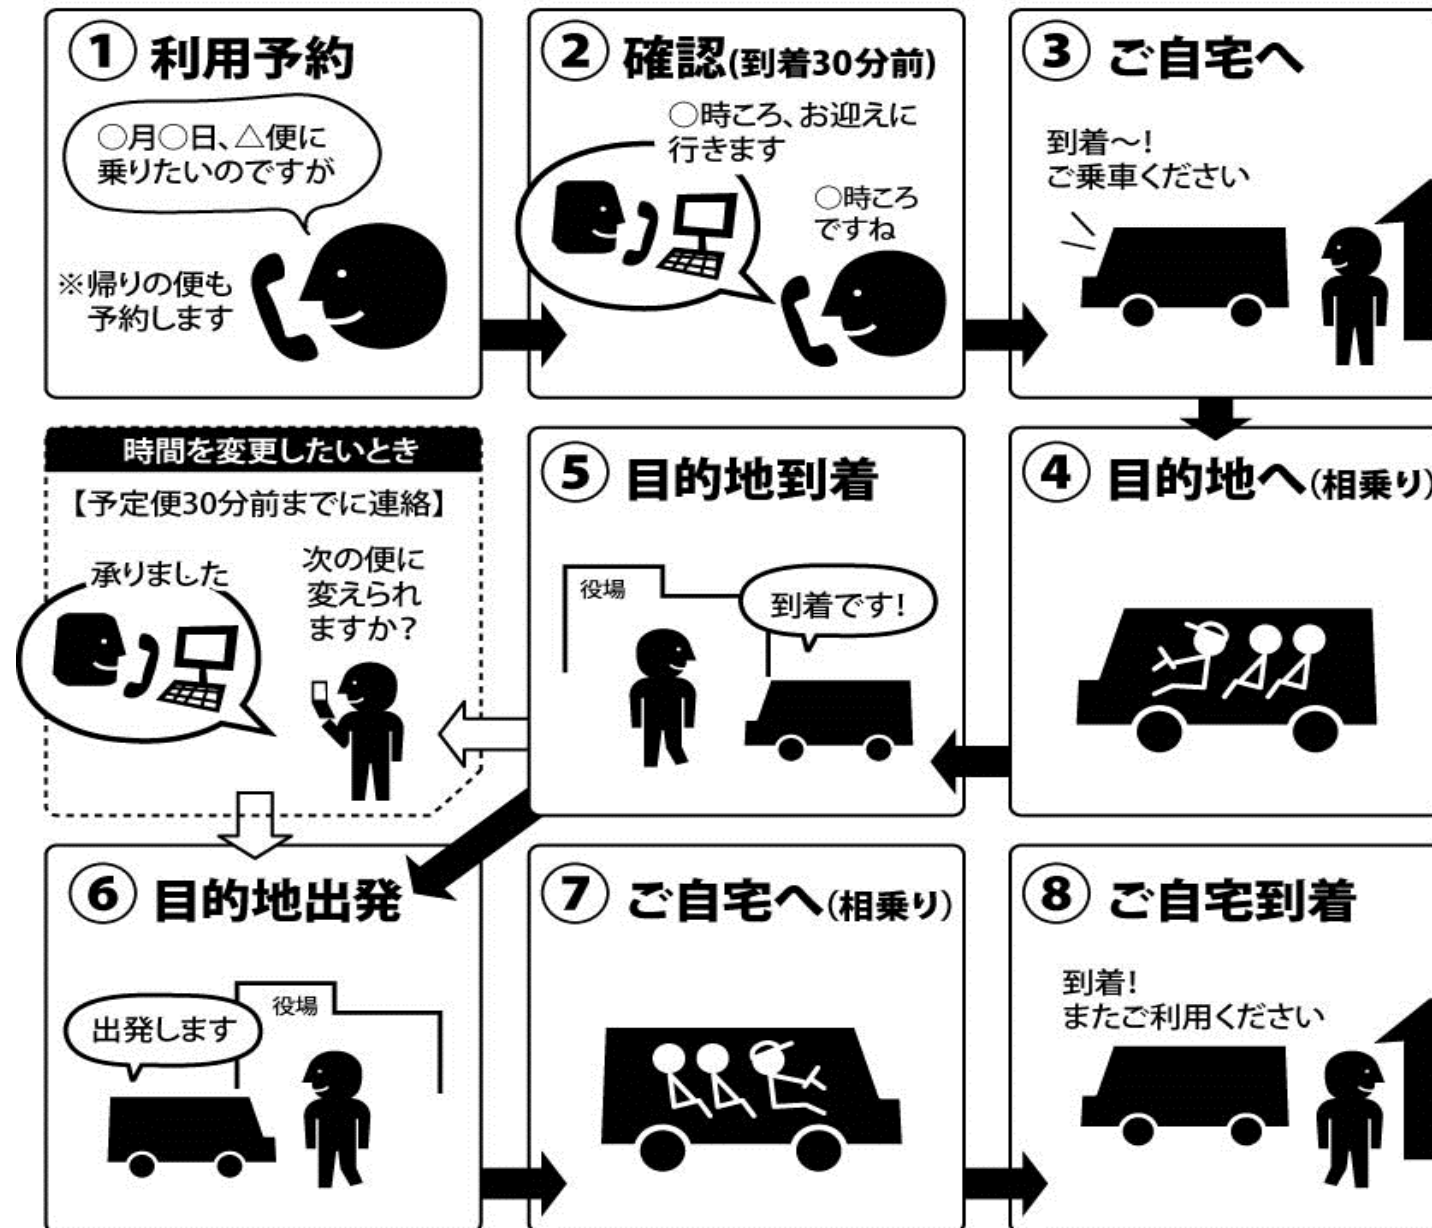 ① 利用予約
○月○日、△便に
乗りたいのですが
※帰りの便も
予約します
② 確認(到着30分前)
○時ころ、お迎えに
行きます
○時ころ
ですね
③ ご自宅へ
到着〜!
ご乗車ください
④ 目的地へ(相乗り)
⑤ 目的地到着
役場
到着です!
時間を変更したいとき
【予定便30分前までに連絡】
承りました
次の便に
変えられ
ますか?
⑥ 目的地出発
役場
出発します
⑦ ご自宅へ(相乗り)
⑧ ご自宅到着
到着!
またご利用ください